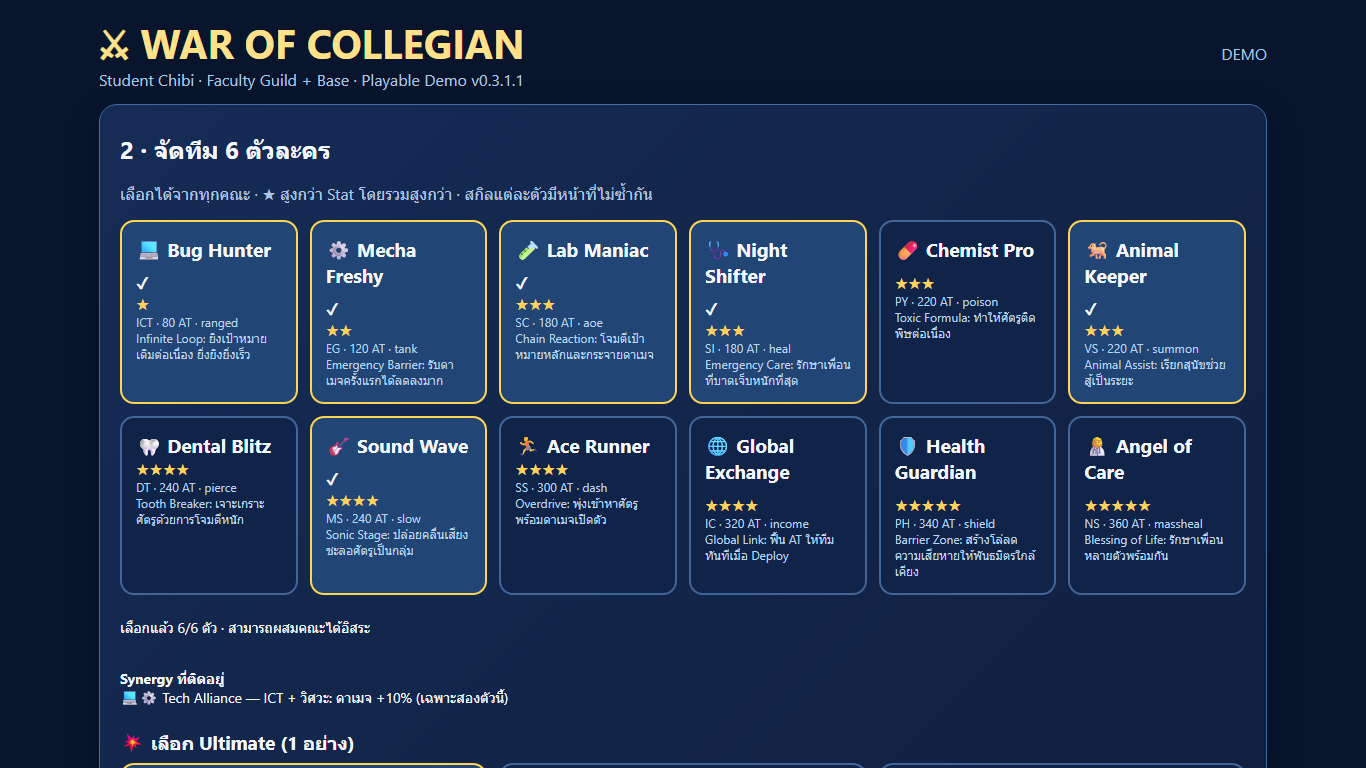 ⚔ WAR OF COLLEGIAN
Student Chibi · Faculty Guild + Base · Playable Demo v0.3.1.1
DEMO
2 · จัดทีม 6 ตัวละคร
เลือกได้จากทุกคณะ · ★ สูงกว่า Stat โดยรวมสูงกว่า · สกิลแต่ละตัวมีหน้าที่ไม่ซ้ำกัน
💻 Bug Hunter
✓
★
ICT · 80 AT · ranged
Infinite Loop: ยิงเป้าหมาย
เดิมต่อเนื่อง ยิ่งยิงยิ่งเร็ว
⚙️ Mecha
Freshy
✓
★★
EG · 120 AT · tank
Emergency Barrier: รับดา
เมจครั้งแรกได้ลดลงมาก
🧪 Lab Maniac
✓
★★★
SC · 180 AT · aoe
Chain Reaction: โจมตีเป้า
หมายหลักและกระจายดาเมจ
🩺 Night
Shifter
✓
★★★
SI · 180 AT · heal
Emergency Care: รักษาเพื่อน
ที่บาดเจ็บหนักที่สุด
💊 Chemist Pro
★★★
PY · 220 AT · poison
Toxic Formula: ทำให้ศัตรูติด
พิษต่อเนื่อง
🐕 Animal
Keeper
✓
★★★
VS · 220 AT · summon
Animal Assist: เรียกสุนัขช่วย
สู้เป็นระยะ
🦷 Dental Blitz
★★★★
DT · 240 AT · pierce
Tooth Breaker: เจาะเกราะ
ศัตรูด้วยการโจมตีหนัก
🎸 Sound Wave
✓
★★★★
MS · 240 AT · slow
Sonic Stage: ปล่อยคลื่นเสียง
ชะลอศัตรูเป็นกลุ่ม
🏃 Ace Runner
★★★★
SS · 300 AT · dash
Overdrive: พุ่งเข้าหาศัตรู
พร้อมดาเมจเปิดตัว
🌐 Global
Exchange
★★★★
IC · 320 AT · income
Global Link: ฟื้น AT ให้ทีม
ทันทีเมื่อ Deploy
🛡️ Health
Guardian
★★★★★
PH · 340 AT · shield
Barrier Zone: สร้างโล่ลด
ความเสียหายให้พันธมิตรใกล้
เคียง
👩‍⚕️ Angel of
Care
★★★★★
NS · 360 AT · massheal
Blessing of Life: รักษาเพื่อน
หลายตัวพร้อมกัน
เลือกแล้ว 6/6 ตัว · สามารถผสมคณะได้อิสระ
Synergy ที่ติดอยู่
💻 ⚙️ Tech Alliance — ICT + วิศวะ: ดาเมจ +10% (เฉพาะสองตัวนี้)
💥 เลือก Ultimate (1 อย่าง)